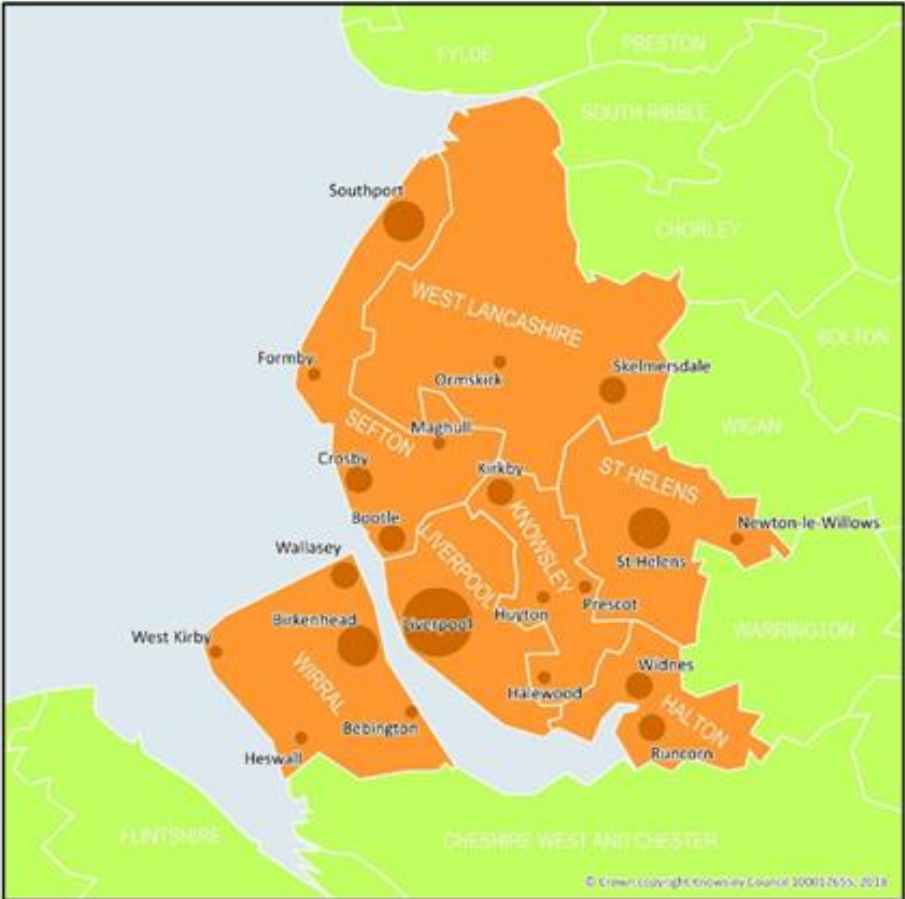 FYLDE
PRESTON
SOUTH RIBBLE
Southport
CHORLEY
WEST LANCASHIRE
BOLTON
Formby
Ormskirk
Skelmersdale
SEFTON
Maghull
WIGAN
Crosby
Kirkby
ST.HELENS
Bootle
KNOWSLEY
Newton-le-Willows
Wallasey
LIVERPOOL
St Helens
Birkenhead
Liverpool
Huyton
Prescot
West Kirby
WARRINGTON
WIRRAL
Halewood
Widnes
HALTON
Bebington
Heswall
Runcorn
FLINTSHIRE
CHESHIRE WEST AND CHESTER
© Crown copyright Knowsley Council 100017655, 2018